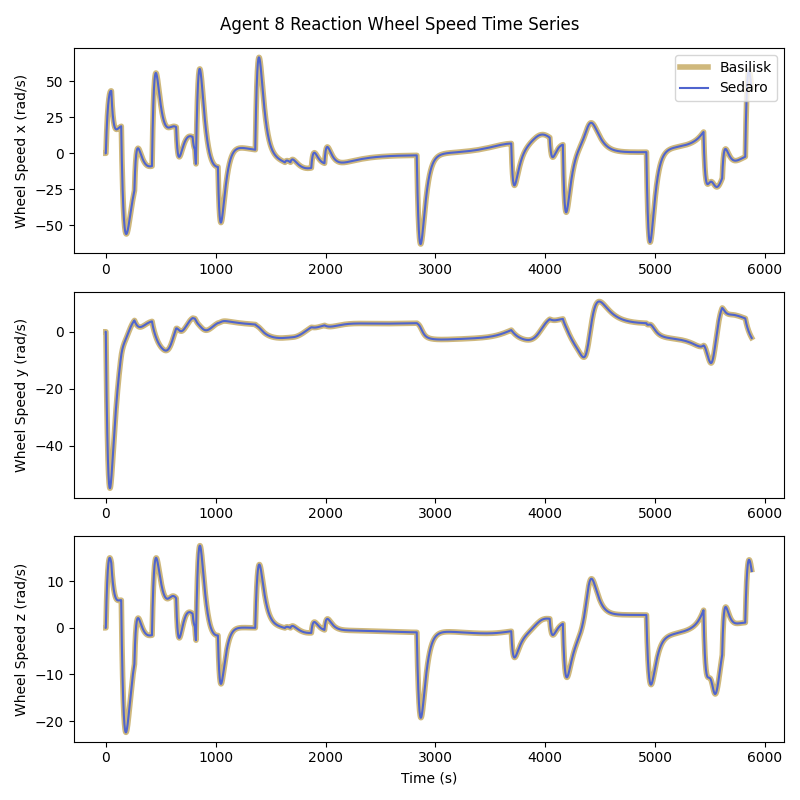 Agent 8 Reaction Wheel Speed Time Series
Wheel Speed x (rad/s)
50
25
0
−25
−50
Basilisk
Sedaro
0 1000 2000 3000 4000 5000 6000
Wheel Speed y (rad/s)
0
−20
−40
0 1000 2000 3000 4000 5000 6000
Wheel Speed z (rad/s)
10
0
−10
−20
0 1000 2000 3000 4000 5000 6000
Time (s)